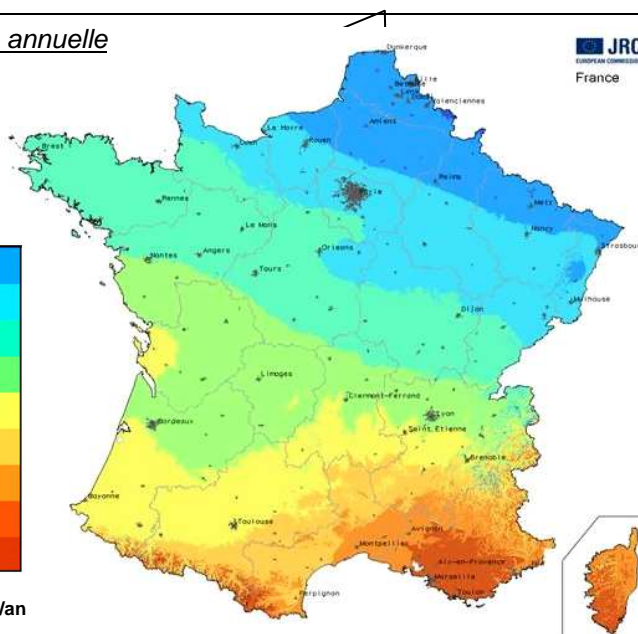 annuelle
JRC
EUROPEAN COMMISSION
France
Dunkerque
Lille
Valenciennes
Amiens
Le Havre
Rouen
Caen
Reims
Metz
Brest
Nancy
Strasbourg
Rennes
Le Mans
Orleans
Nantes
Angers
Tours
Mulhouse
Dijon
Limoges
Clermont-Ferrand
Lyon
Saint Etienne
Bordeaux
Grenoble
Bayonne
Toulouse
Avignon
Montpellier
Aix-en-Provence
Marseille
Toulon
Perpignan
/an